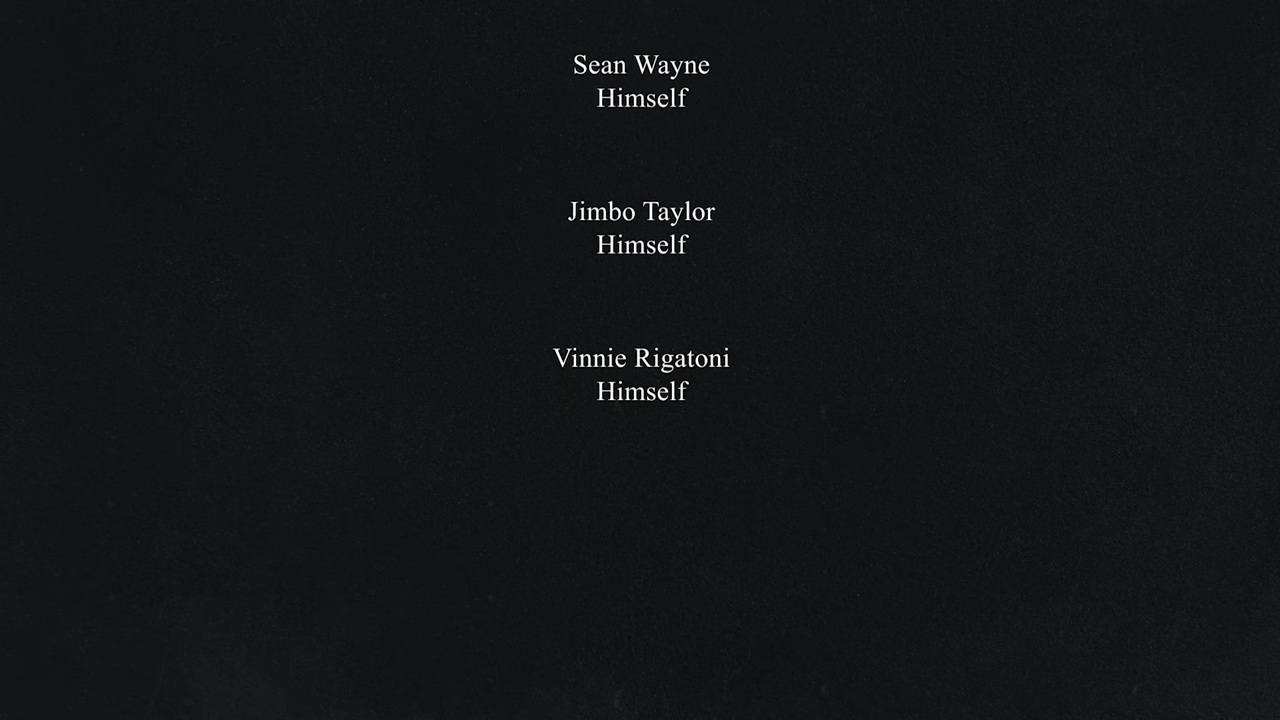 Sean Wayne
Himself
Jimbo Taylor
Himself
Vinnie Rigatoni
Himself